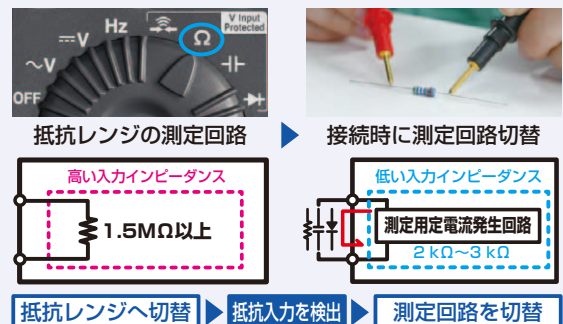 Hz
Ω
V Input
Protected
V
~V
OFF
抵抗レンジの測定回路
接続時に測定回路切替
高い入力インピーダンス
1.5MΩ以上
低い入力インピーダンス
測定用定電流発生回路
2kΩ～3kΩ
抵抗レンジへ切替
抵抗入力を検出
測定回路を切替